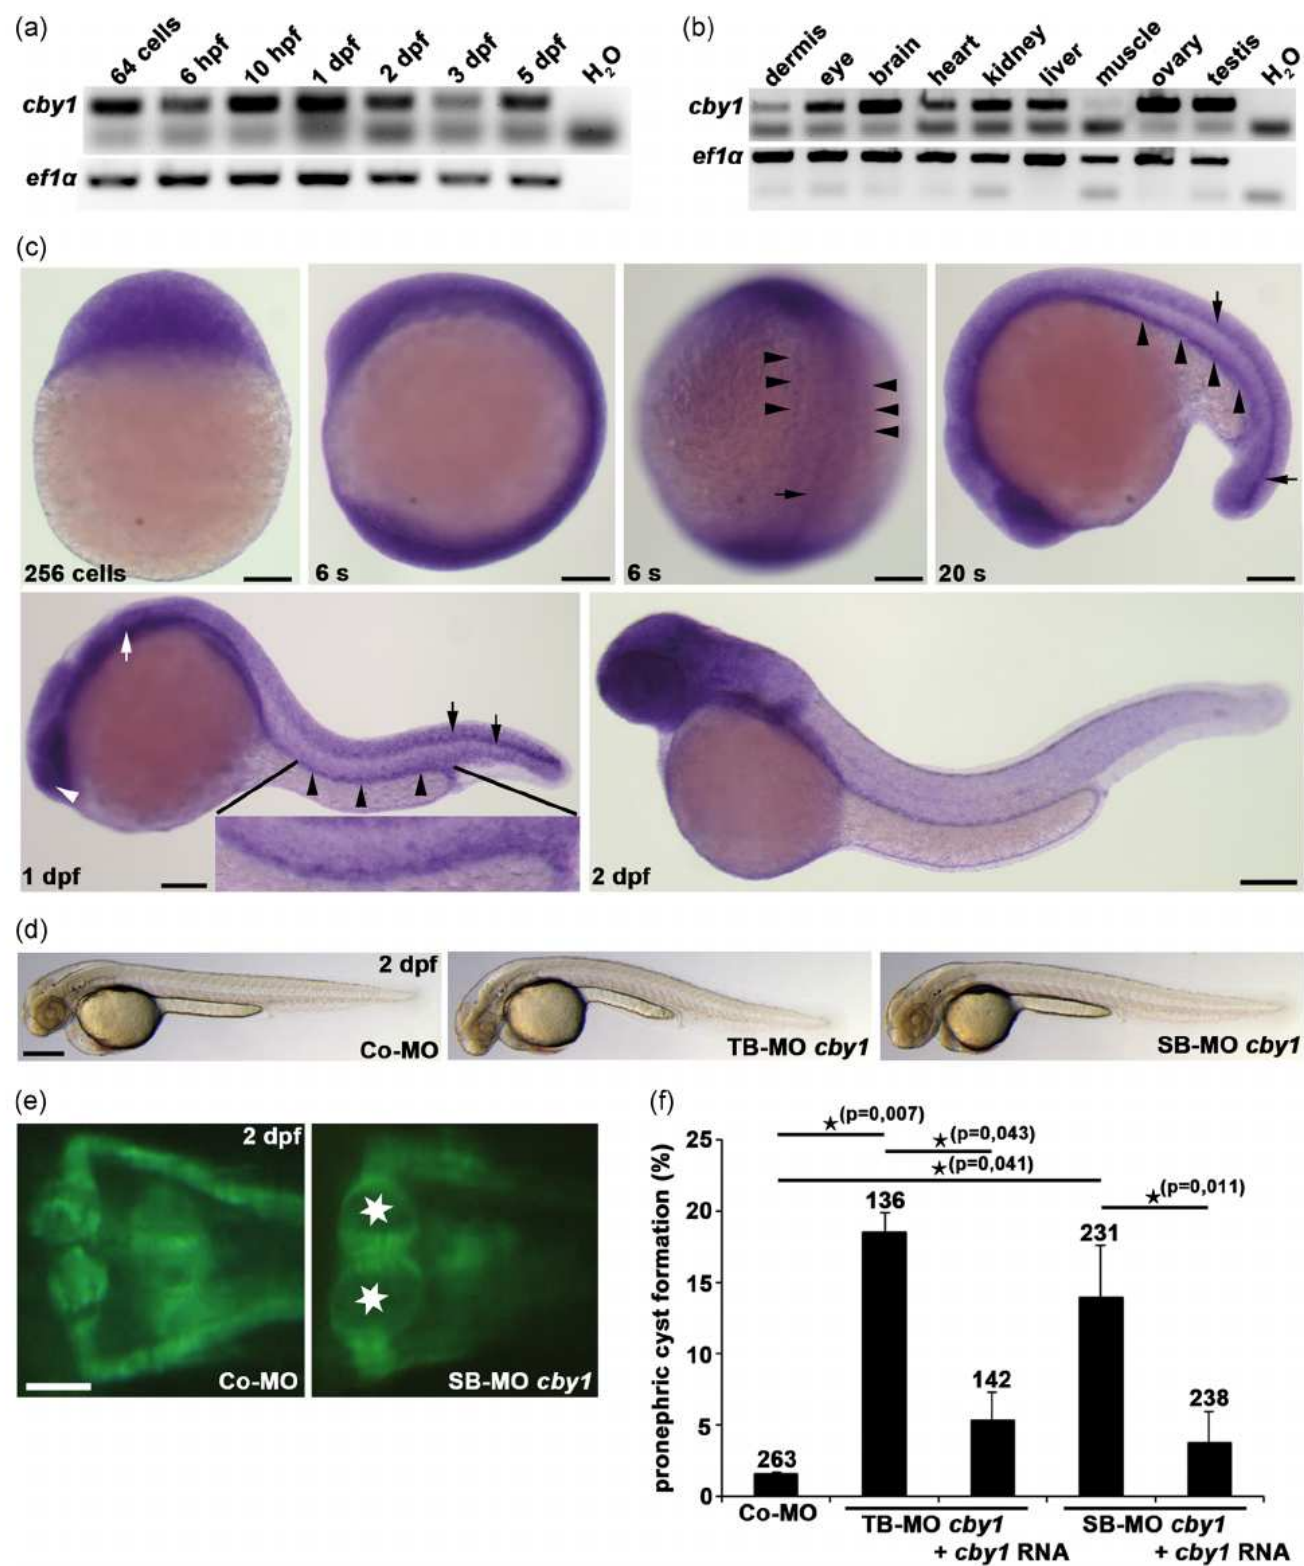 (a)
64 cells 6 hpf 10 hpf 1 dpf 2 dpf 3 dpf 5 dpf H₂O
cby1
ef1α
(b)
dermis eye brain heart kidney liver muscle ovary testis H₂O
cby1
ef1α
(c)
256 cells
6 s
6 s
20 s
1 dpf
2 dpf
(d)
2 dpf
Co-MO
TB-MO cby1
SB-MO cby1
(e)
2 dpf
Co-MO
SB-MO cby1
(f)
pronephric cyst formation (%)
25
20
15
10
5
0
★(p=0,007)
★(p=0,043)
★(p=0,041)
★(p=0,011)
263
136
142
231
238
Co-MO
TB-MO cby1
+ cby1 RNA
SB-MO cby1
+ cby1 RNA